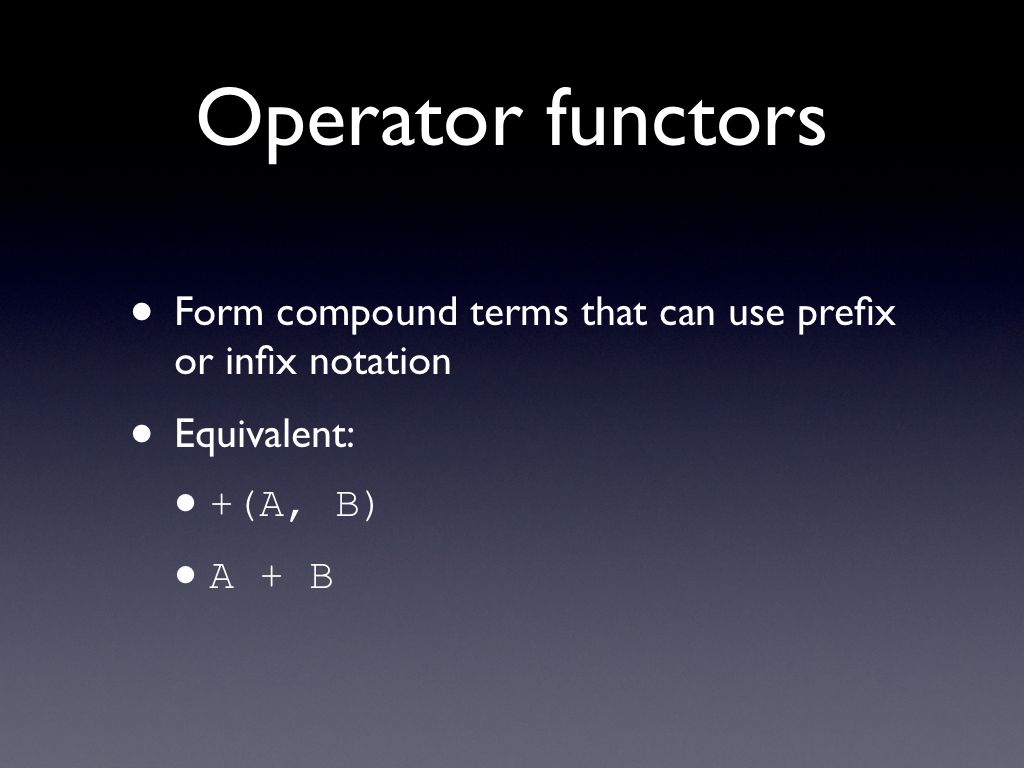 Operator functors
• Form compound terms that can use prefix
or infix notation
• Equivalent:
• +(A, B)
• A + B